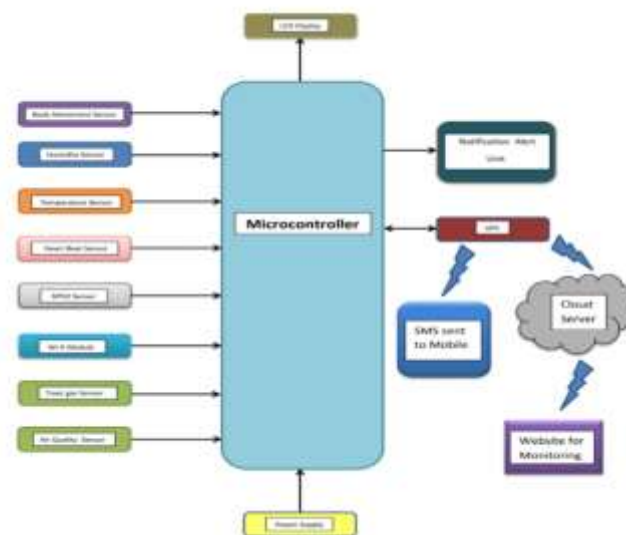 LCD Display
Body Movement Sensor
Humidity Sensor
Temperature Sensor
Heart Beat Sensor
SPO2 Sensor
Wi-fi Module
Toxic gas Sensor
Air Quality Sensor
Microcontroller
Notification Alert
Unit
SMS sent
to Mobile
Cloud
Server
Website for
Monitoring
Power Supply